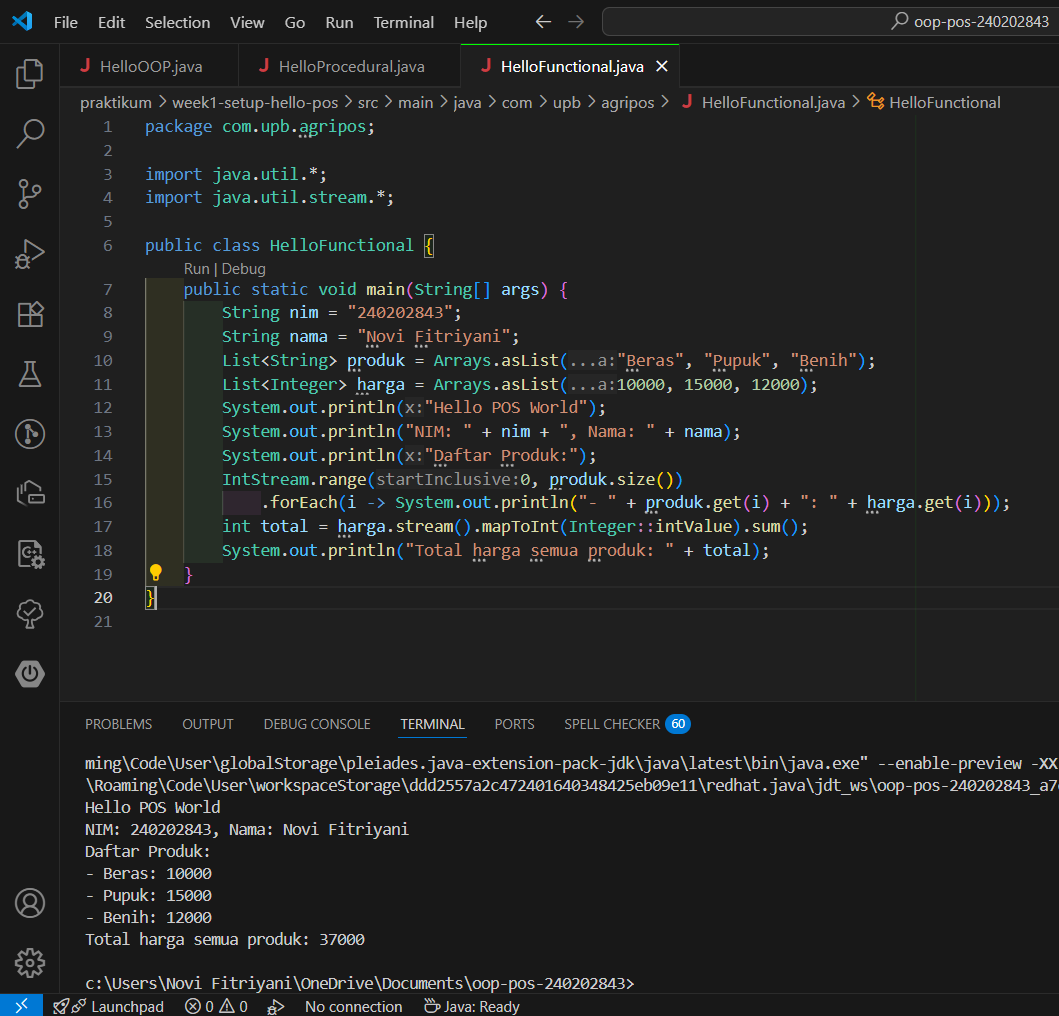 File Edit Selection View Go Run Terminal Help oop-pos-240202843
J HelloOOP.java J HelloProcedural.java J HelloFunctional.java
praktikum > week1-setup-hello-pos > src > main > java > com > upb > agripos > J HelloFunctional.java > HelloFunctional
1 package com.upb.agripos;
2
3 import java.util.*;
4 import java.util.stream.*;
5
6 public class HelloFunctional {
Run | Debug
7 public static void main(String[] args) {
8 String nim = "240202843";
9 String nama = "Novi Fitriyani";
10 List<String> produk = Arrays.asList(...a:"Beras", "Pupuk", "Benih");
11 List<Integer> harga = Arrays.asList(...a:10000, 15000, 12000);
12 System.out.println(x:"Hello POS World");
13 System.out.println("NIM: " + nim + ", Nama: " + nama);
14 System.out.println(x:"Daftar Produk:");
15 IntStream.range(startInclusive:0, produk.size())
16 .forEach(i -> System.out.println("- " + produk.get(i) + ": " + harga.get(i)));
17 int total = harga.stream().mapToInt(Integer::intValue).sum();
18 System.out.println("Total harga semua produk: " + total);
19 }
20 }
21
PROBLEMS OUTPUT DEBUG CONSOLE TERMINAL PORTS SPELL CHECKER 60
ming\Code\User\globalStorage\pleiades.java-extension-pack-jdk\java\latest\bin\java.exe" --enable-preview -XX
\Roaming\Code\User\workspaceStorage\ddd2557a2c472401640348425eb09e11\redhat.java\jdt_ws\oop-pos-240202843_a7
Hello POS World
NIM: 240202843, Nama: Novi Fitriyani
Daftar Produk:
- Beras: 10000
- Pupuk: 15000
- Benih: 12000
Total harga semua produk: 37000
c:\Users\Novi Fitriyani\OneDrive\Documents\oop-pos-240202843>
Launchpad 0 0 No connection Java: Ready